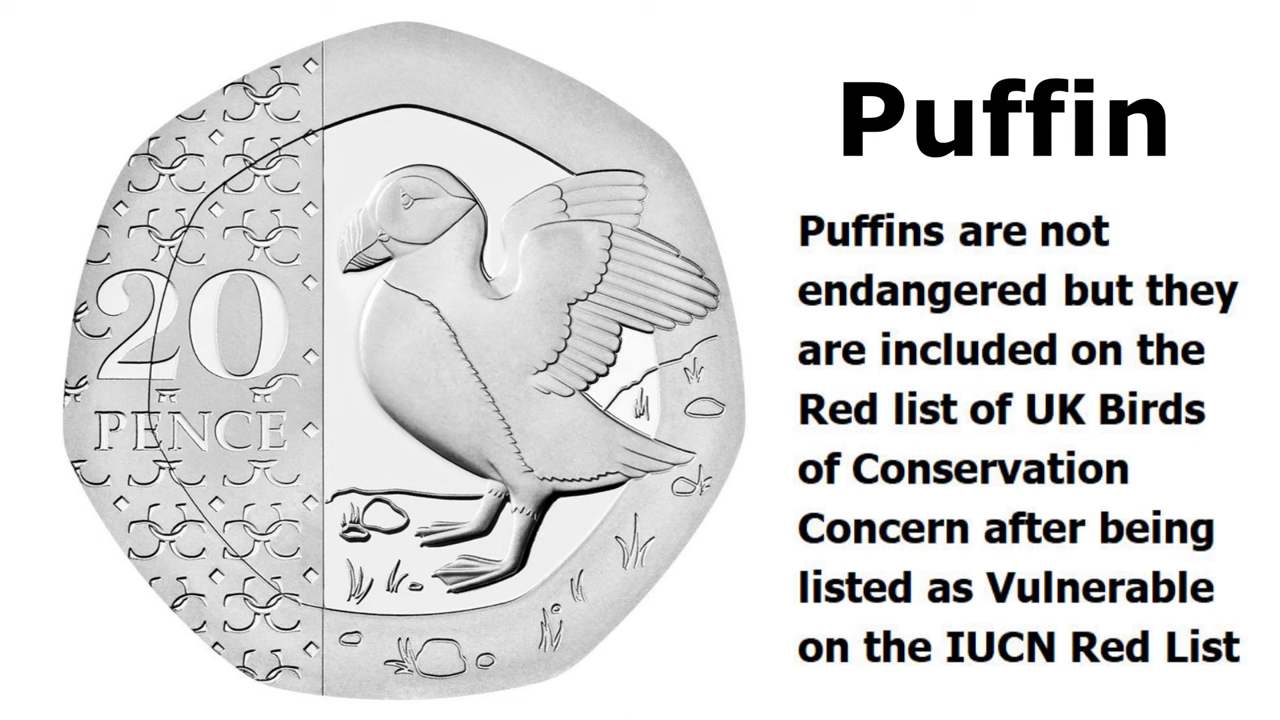 20
PENCE
Puffin
Puffins are not
endangered but they
are included on the
Red list of UK Birds
of Conservation
Concern after being
listed as Vulnerable
on the IUCN Red List